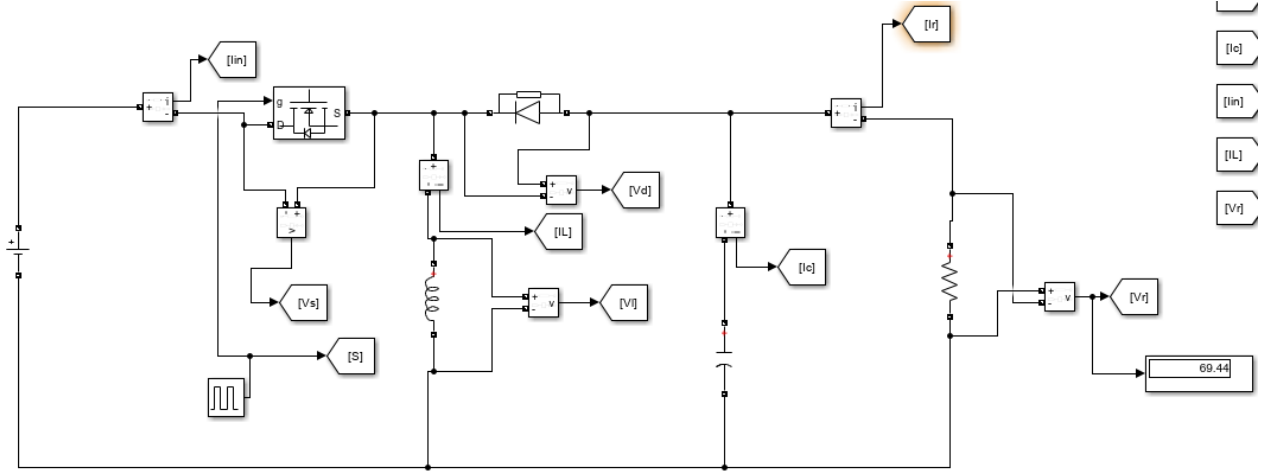 [Ir]
[Iin]
[Ic]
i
+
-
g
D
S
i
+
-
[Iin]
[IL]
+
-
v
[Vd]
[Vr]
[IL]
[Ic]
+
+
-
v
[Vl]
[Vs]
+
-
v
[Vr]
[S]
69.44